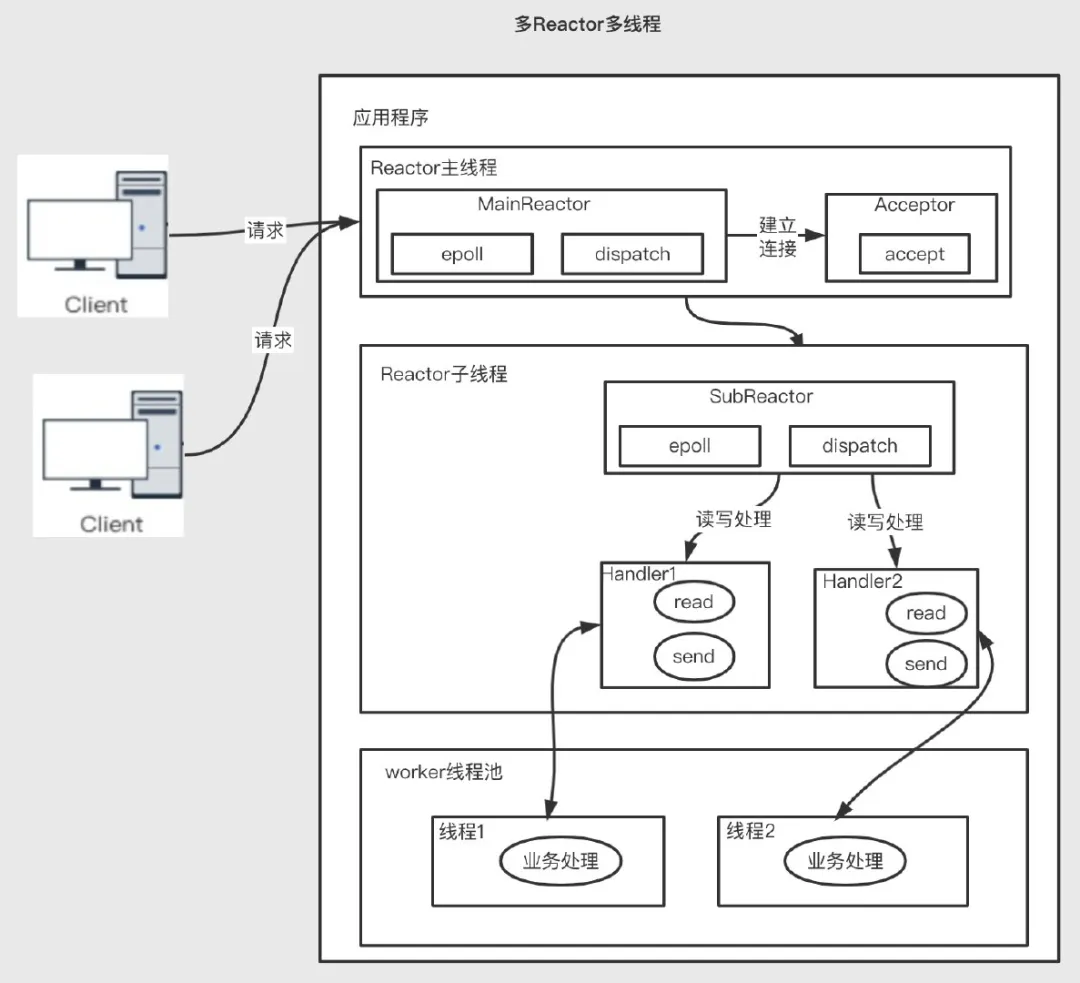 多Reactor多线程
应用程序
Reactor主线程
MainReactor
epoll
dispatch
建立
连接
Acceptor
accept
请求
Client
请求
Client
Reactor子线程
SubReactor
epoll
dispatch
读写处理
读写处理
Handler1
read
send
Handler2
read
send
worker线程池
线程1
业务处理
线程2
业务处理